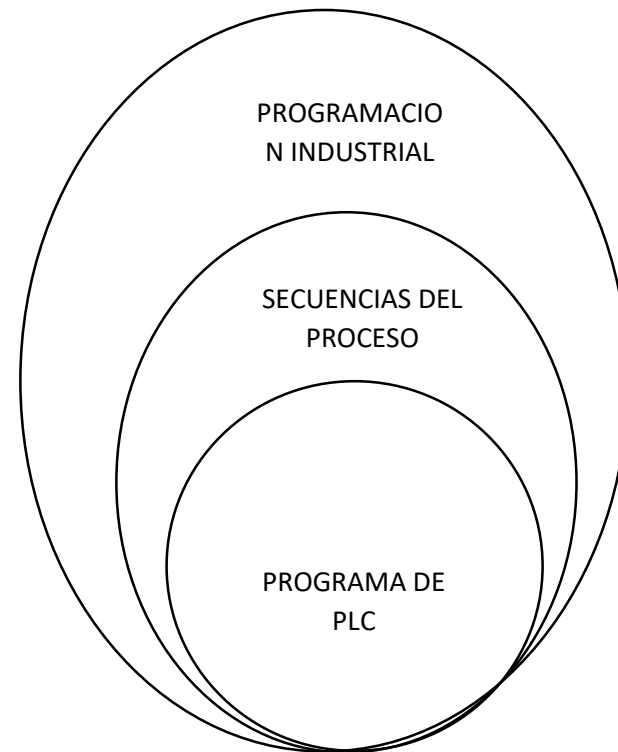 PROGRAMACIO
N INDUSTRIAL
SECUENCIAS DEL
PROCESO
PROGRAMA DE
PLC